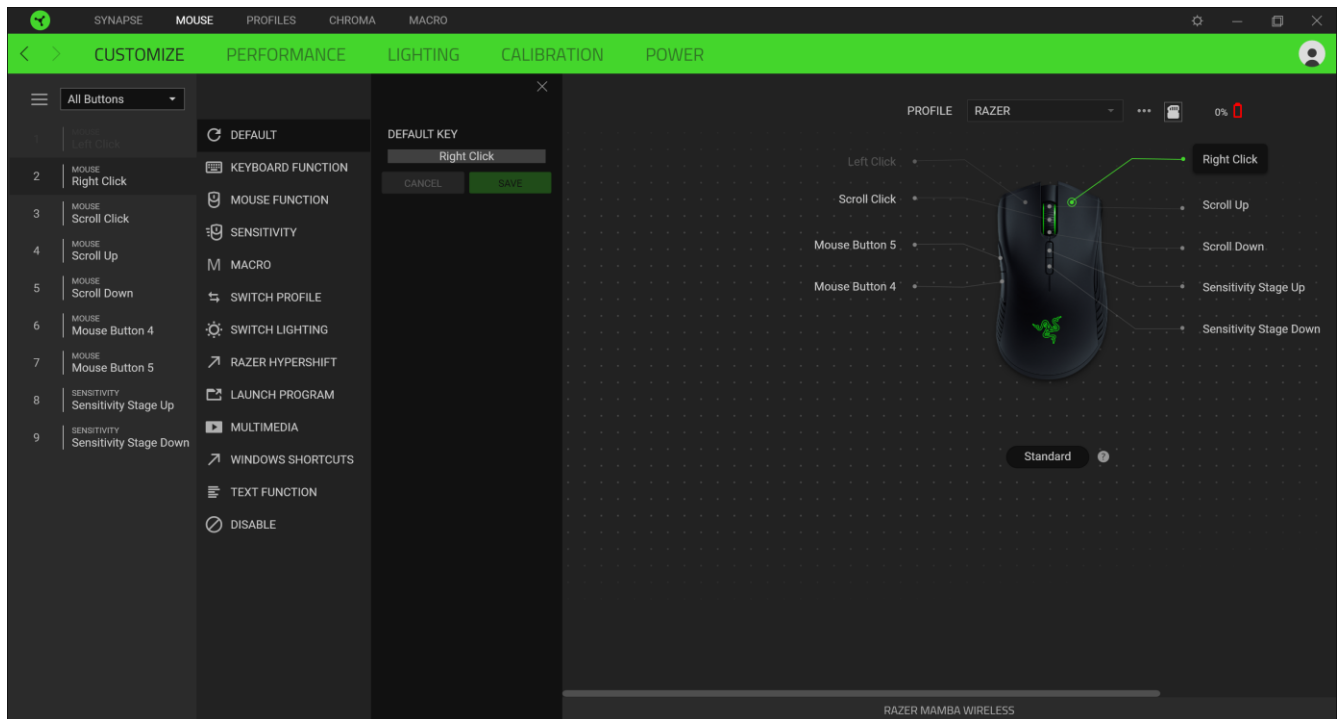 SYNAPSE MOUSE PROFILES CHROMA MACRO
CUSTOMIZE PERFORMANCE LIGHTING CALIBRATION POWER
All Buttons
1 MOUSE
Left Click
2 MOUSE
Right Click
3 MOUSE
Scroll Click
4 MOUSE
Scroll Up
5 MOUSE
Scroll Down
6 MOUSE
Mouse Button 4
7 MOUSE
Mouse Button 5
8 SENSITIVITY
Sensitivity Stage Up
9 SENSITIVITY
Sensitivity Stage Down
DEFAULT
KEYBOARD FUNCTION
MOUSE FUNCTION
SENSITIVITY
MACRO
SWITCH PROFILE
SWITCH LIGHTING
RAZER HYPERSHIFT
LAUNCH PROGRAM
MULTIMEDIA
WINDOWS SHORTCUTS
TEXT FUNCTION
DISABLE
DEFAULT KEY
Right Click
CANCEL SAVE
PROFILE RAZER 0%
Left Click
Scroll Click
Mouse Button 5
Mouse Button 4
Right Click
Scroll Up
Scroll Down
Sensitivity Stage Up
Sensitivity Stage Down
Standard ?
RAZER MAMBA WIRELESS